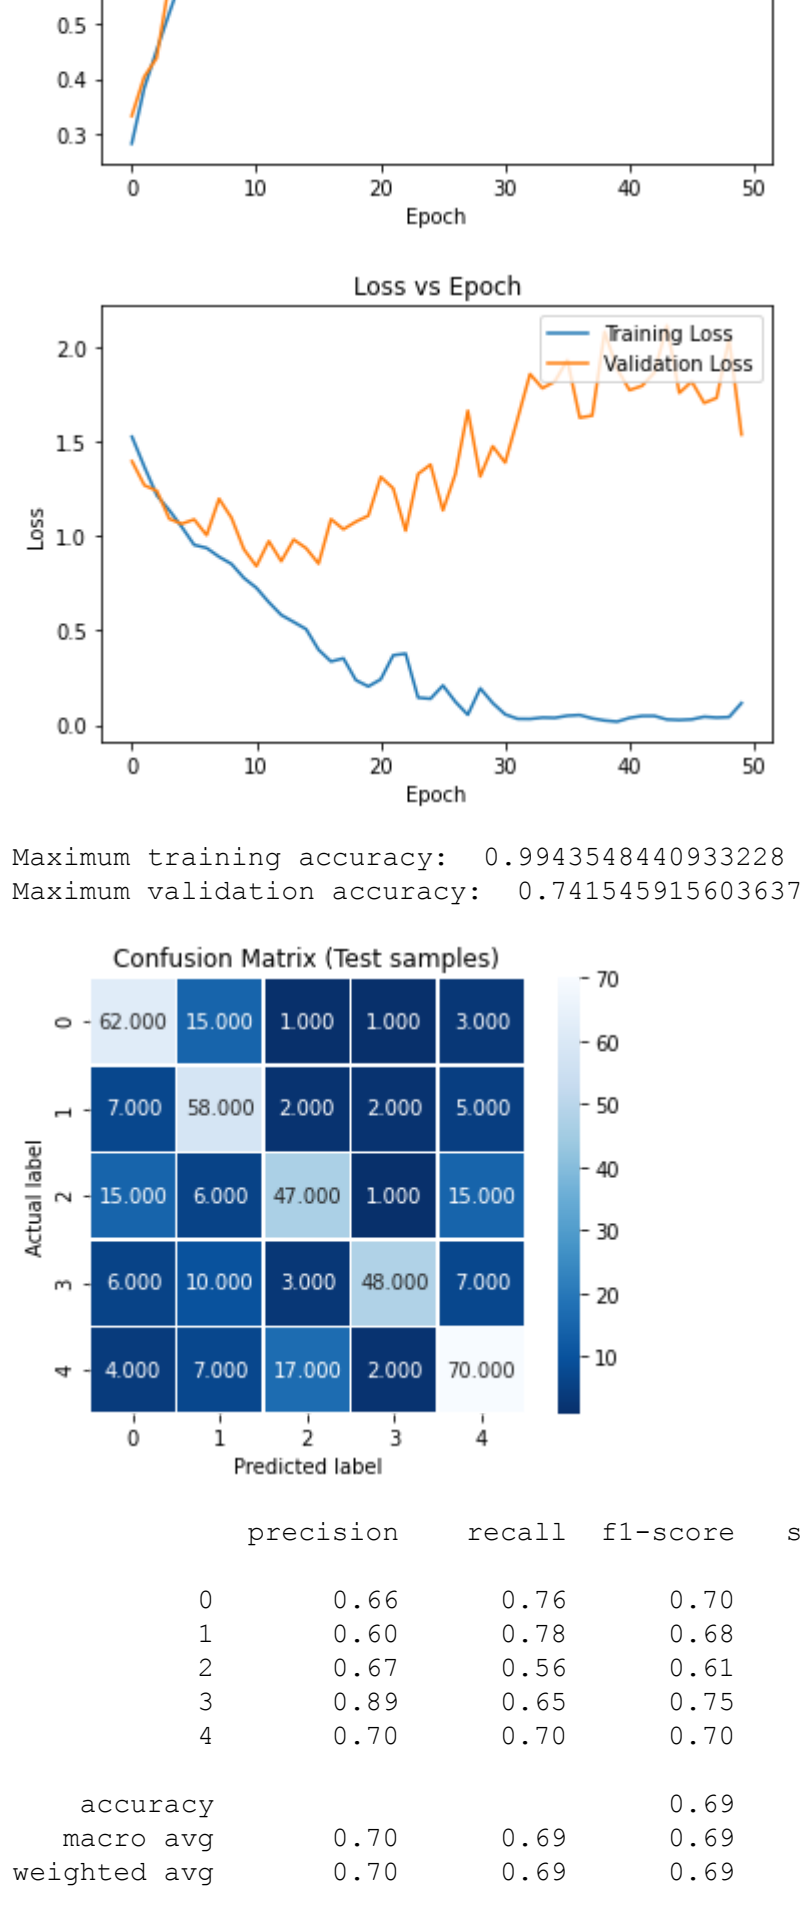 0.5
0.4
0.3
0 10 20 30 40 50
Epoch
Loss vs Epoch
Training Loss
Validation Loss
2.0
1.5
1.0
0.5
0.0
Loss
0 10 20 30 40 50
Epoch
Maximum training accuracy:  0.9943548440933228
Maximum validation accuracy:  0.741545915603637
Confusion Matrix (Test samples)
0 62.000 15.000 1.000 1.000 3.000
1 7.000 58.000 2.000 2.000 5.000
2 15.000 6.000 47.000 1.000 15.000
3 6.000 10.000 3.000 48.000 7.000
4 4.000 7.000 17.000 2.000 70.000
Actual label
0 1 2 3 4
Predicted label
70
60
50
40
30
20
10
precision recall f1-score s
0 0.66 0.76 0.70
1 0.60 0.78 0.68
2 0.67 0.56 0.61
3 0.89 0.65 0.75
4 0.70 0.70 0.70
accuracy 0.69
macro avg 0.70 0.69 0.69
weighted avg 0.70 0.69 0.69